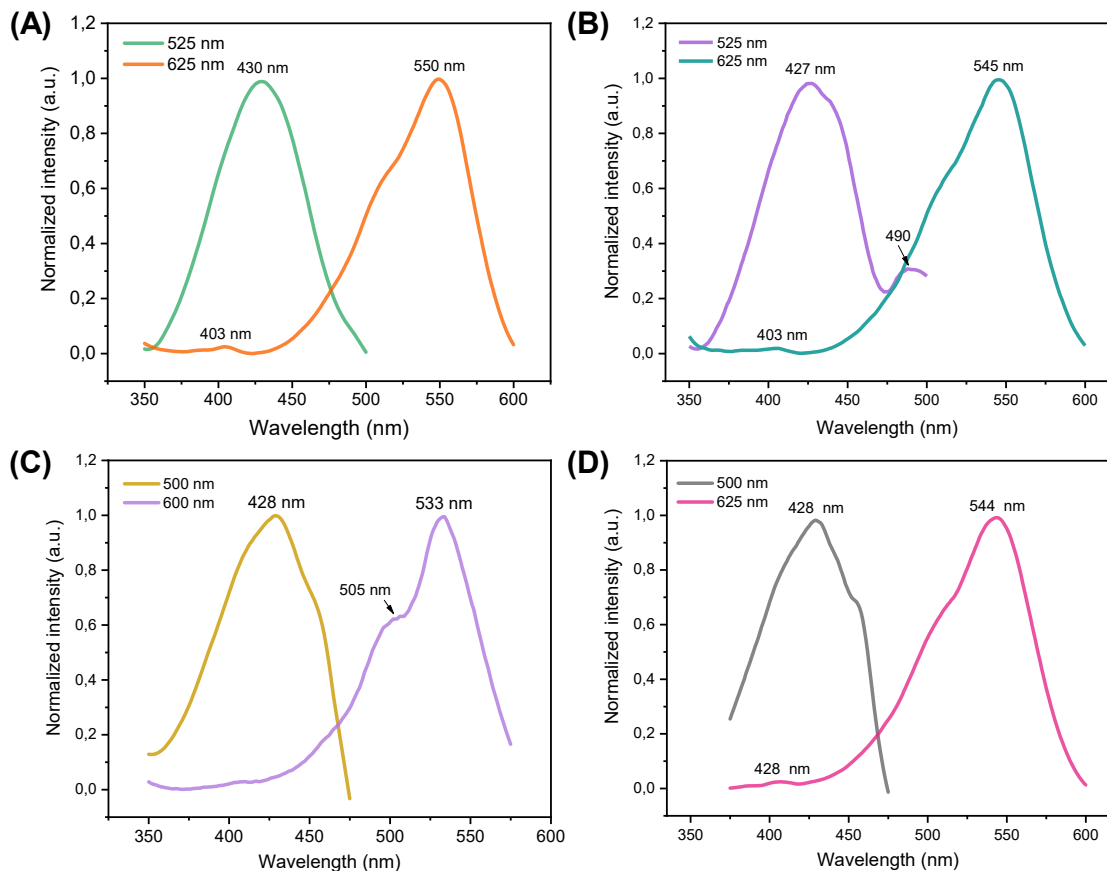 (A)
525 nm
625 nm
430 nm
550 nm
403 nm
1,2
1,0
0,8
0,6
0,4
0,2
0,0
Normalized intensity (a.u.)
350 400 450 500 550 600
Wavelength (nm)
(B)
525 nm
625 nm
427 nm
545 nm
490
403 nm
1,2
1,0
0,8
0,6
0,4
0,2
0,0
Normalized intensity (a.u.)
350 400 450 500 550 600
Wavelength (nm)
(C)
500 nm
600 nm
428 nm
533 nm
505 nm
1,2
1,0
0,8
0,6
0,4
0,2
0,0
Normalized intensity (a.u.)
350 400 450 500 550 600
Wavelength (nm)
(D)
500 nm
625 nm
428 nm
544 nm
428 nm
1,2
1,0
0,8
0,6
0,4
0,2
0,0
Normalized intensity (a.u.)
350 400 450 500 550 600
Wavelength (nm)